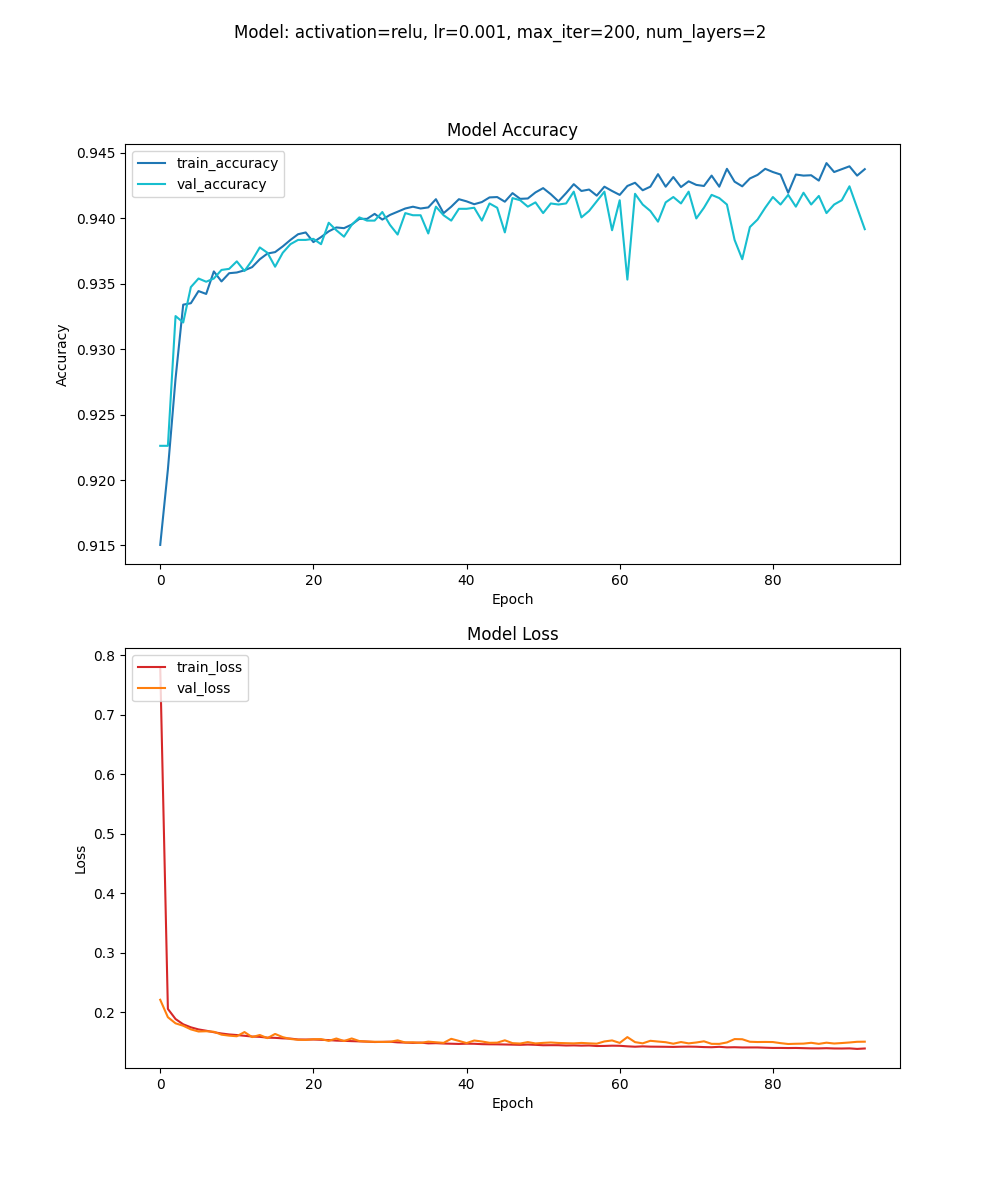 Model: activation=relu, lr=0.001, max_iter=200, num_layers=2
Model Accuracy
train_accuracy
val_accuracy
0.945
0.940
0.935
0.930
0.925
0.920
0.915
Accuracy
0
20
40
60
80
Epoch
Model Loss
train_loss
val_loss
0.8
0.7
0.6
0.5
0.4
0.3
0.2
Loss
0
20
40
60
80
Epoch